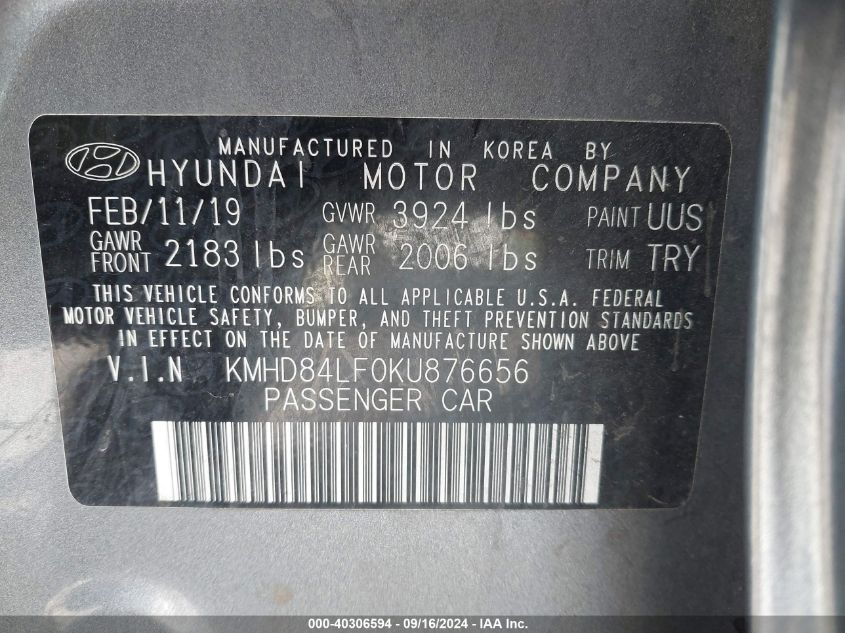 MANUFACTURED IN KOREA BY
HYUNDAI MOTOR COMPANY
FEB/11/19 GVWR 3924 lbs PAINT UUS
GAWR FRONT 2183 lbs GAWR REAR 2006 lbs TRIM TRY
THIS VEHICLE CONFORMS TO ALL APPLICABLE U.S.A. FEDERAL
MOTOR VEHICLE SAFETY, BUMPER, AND THEFT PREVENTION STANDARDS
IN EFFECT ON THE DATE OF MANUFACTURE SHOWN ABOVE
V.I.N KMHD84LF0KU876656
PASSENGER CAR
000-40306594 - 09/16/2024 - IAA Inc.